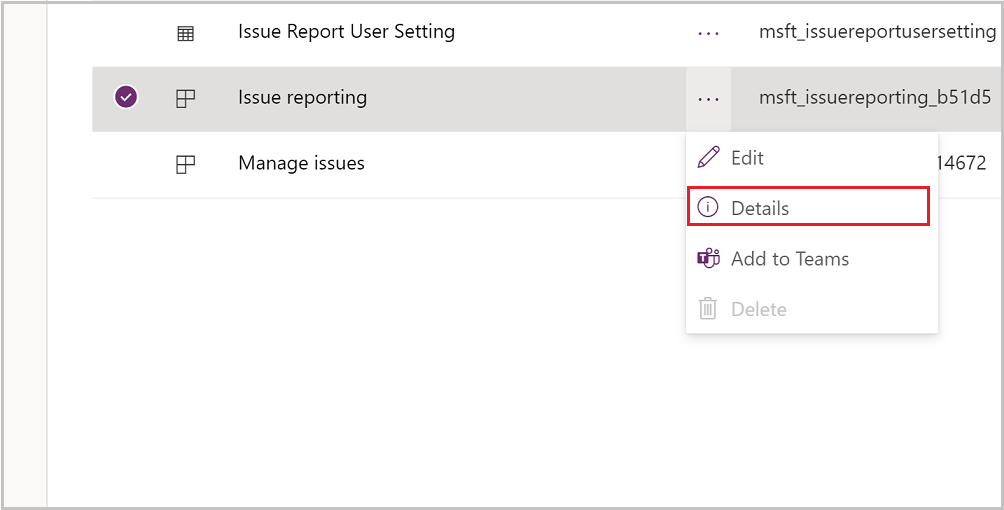 Issue Report User Setting ... msft_issuereportusersetting
Issue reporting ... msft_issuereporting_b51d5
Manage issues 14672
Edit
Details
Add to Teams
Delete